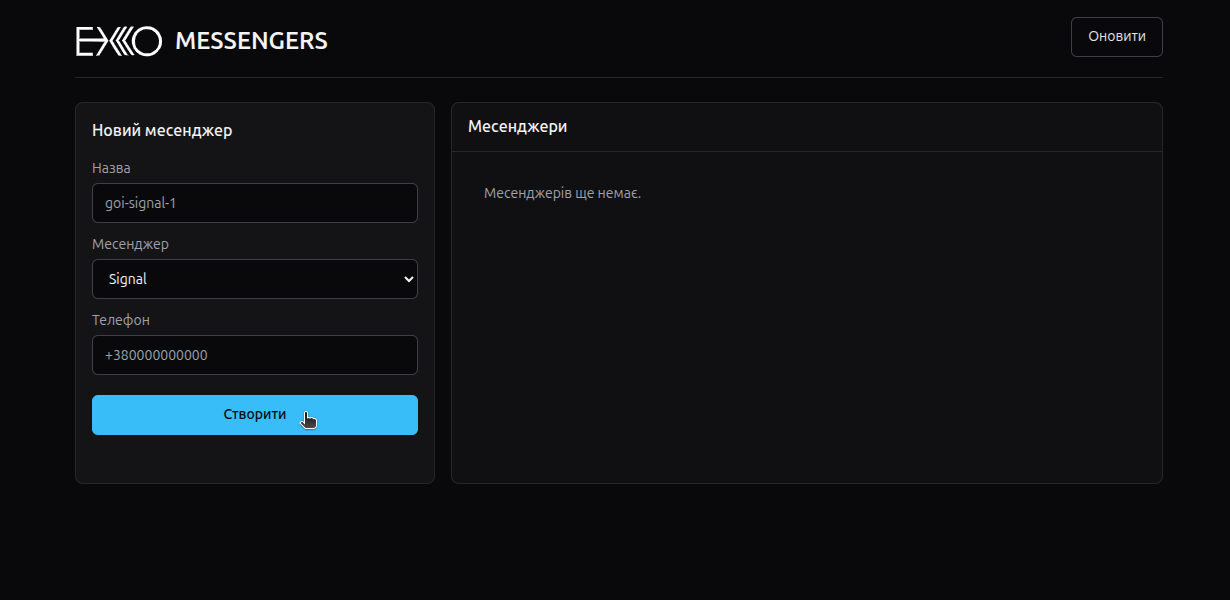 EXO MESSENGERS
Оновити
Новий месенджер
Назва
goi-signal-1
Месенджер
Signal
Телефон
+380000000000
Створити
Месенджери
Месенджерів ще немає.